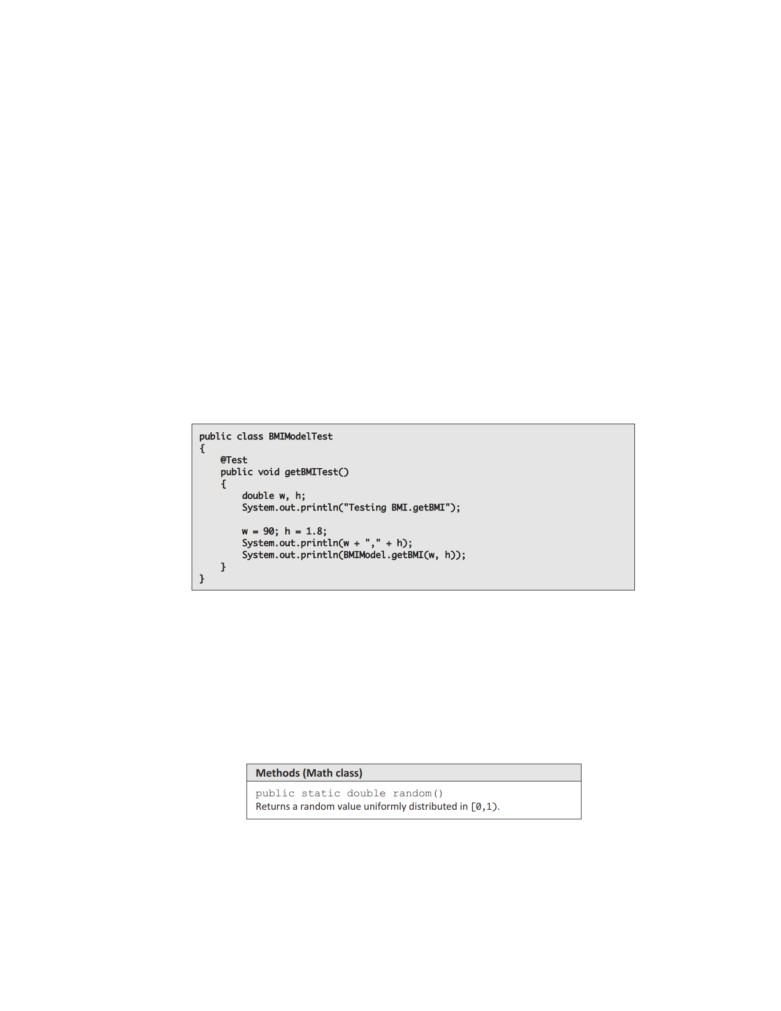 public class BMIModelTest
{
    @Test
    public void getBMITest()
    {
        double w, h;
        System.out.println("Testing BMI.getBMI");

        w = 90; h = 1.8;
        System.out.println(w + "," + h);
        System.out.println(BMIModel.getBMI(w, h));
    }
}
Methods (Math class)
public static double random()
Returns a random value uniformly distributed in [0,1).